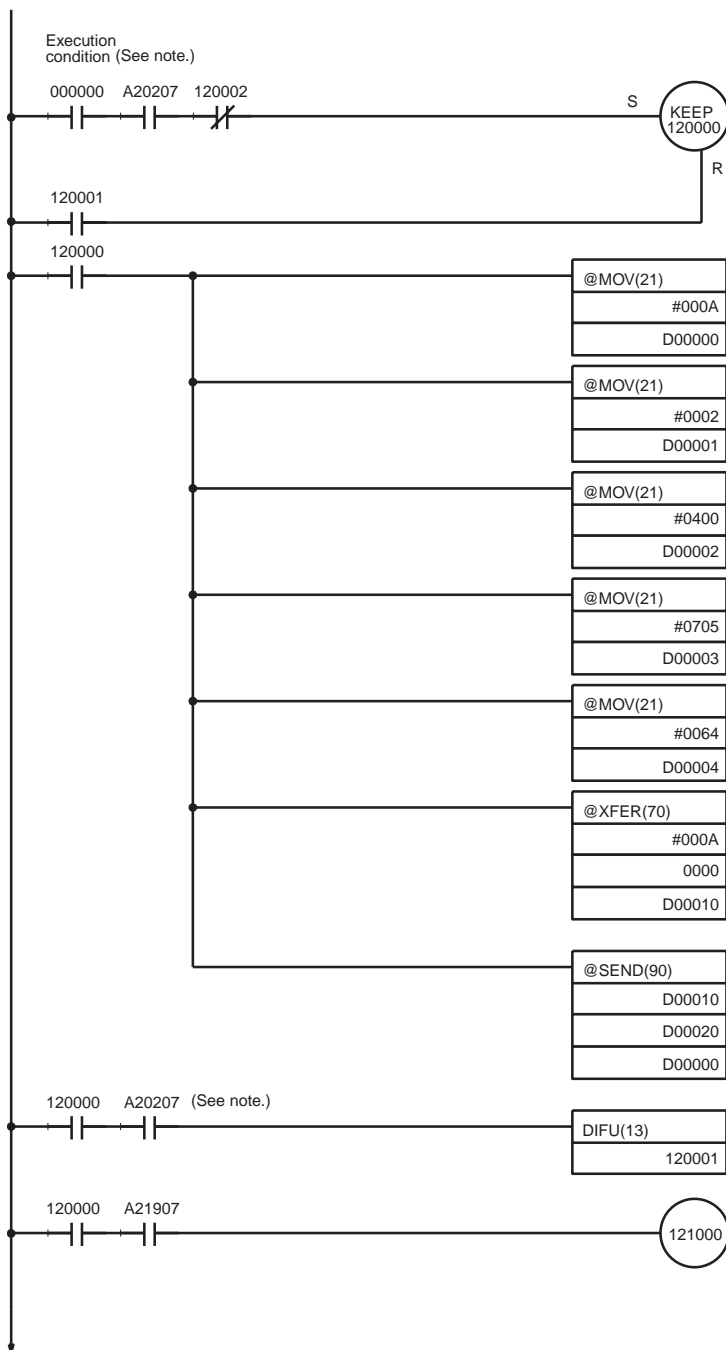 Execution
condition (See note.)
000000 A20207 120002
S
KEEP
120000
R
120001
120000
@MOV(21)
#000A
D00000
@MOV(21)
#0002
D00001
@MOV(21)
#0400
D00002
@MOV(21)
#0705
D00003
@MOV(21)
#0064
D00004
@XFER(70)
#000A
0000
D00010
@SEND(90)
D00010
D00020
D00000
120000 A20207 (See note.)
DIFU(13)
120001
120000 A21907
121000